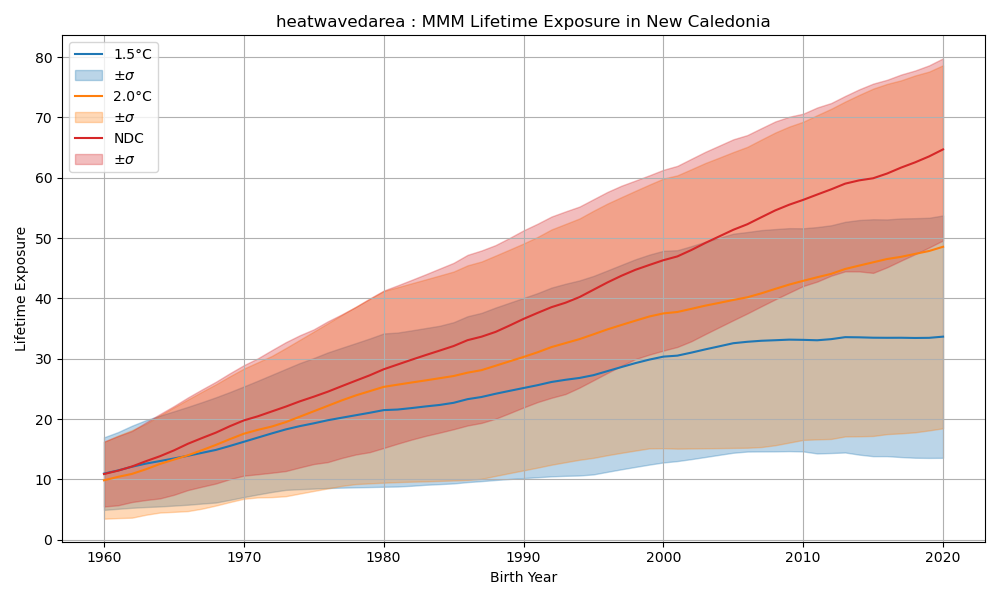 heatwavedarea : MMM Lifetime Exposure in New Caledonia
1.5°C
±σ
2.0°C
±σ
NDC
±σ
Lifetime Exposure
80
70
60
50
40
30
20
10
0
1960 1970 1980 1990 2000 2010 2020
Birth Year